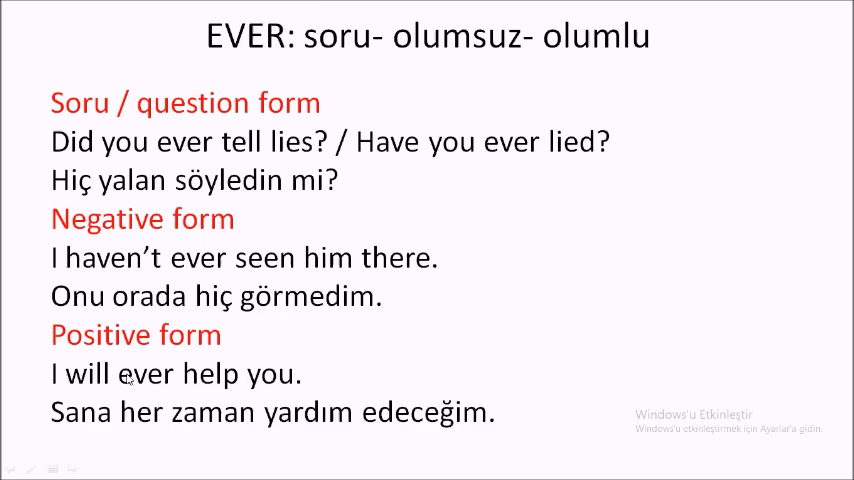 EVER: soru- olumsuz- olumlu
Soru / question form
Did you ever tell lies? / Have you ever lied?
Hiç yalan söyledin mi?
Negative form
I haven’t ever seen him there.
Onu orada hiç görmedim.
Positive form
I will ever help you.
Sana her zaman yardım edeceğim.
Windows'u Etkinleştir
Windows'u etkinleştirmek için Ayarlar'a gidin.